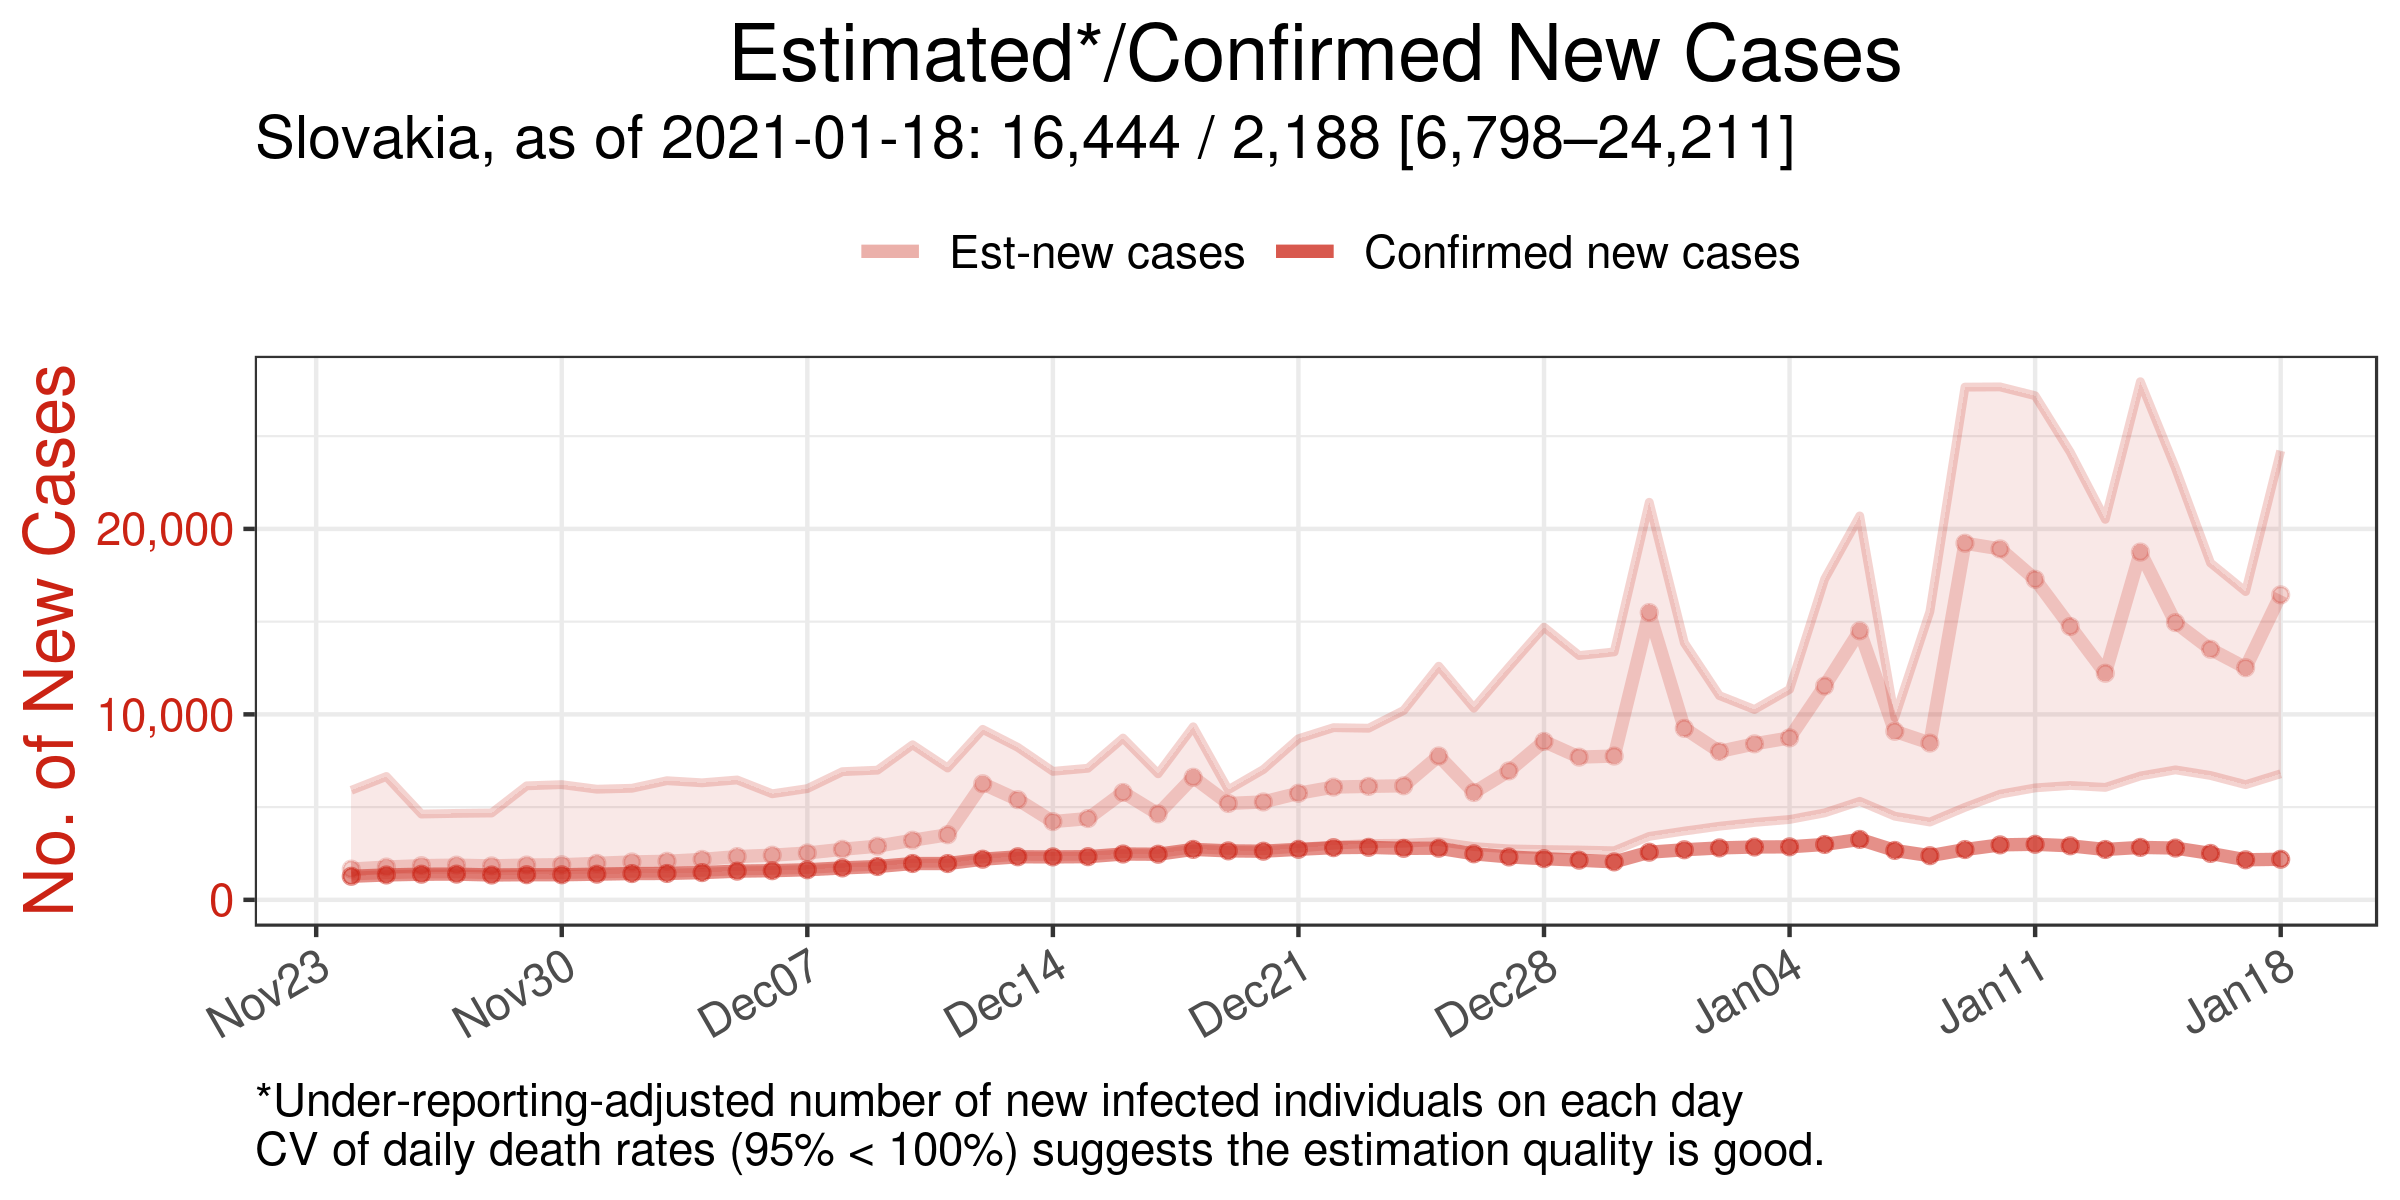 Estimated*/Confirmed New Cases
Slovakia, as of 2021-01-18: 16,444 / 2,188 [6,798–24,211]
Est-new cases
Confirmed new cases
No. of New Cases
20,000
10,000
0
Nov23
Nov30
Dec07
Dec14
Dec21
Dec28
Jan04
Jan11
Jan18
*Under-reporting-adjusted number of new infected individuals on each day
CV of daily death rates (95% < 100%) suggests the estimation quality is good.